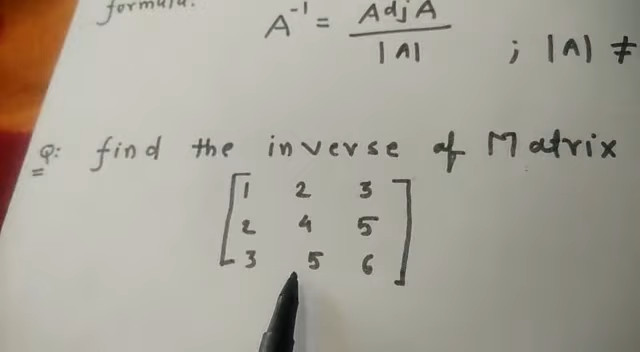 formula.
A⁻¹ = Adj A / |A| ; |A| ≠
Q: find the inverse of Matrix
1 2 3
2 4 5
3 5 6